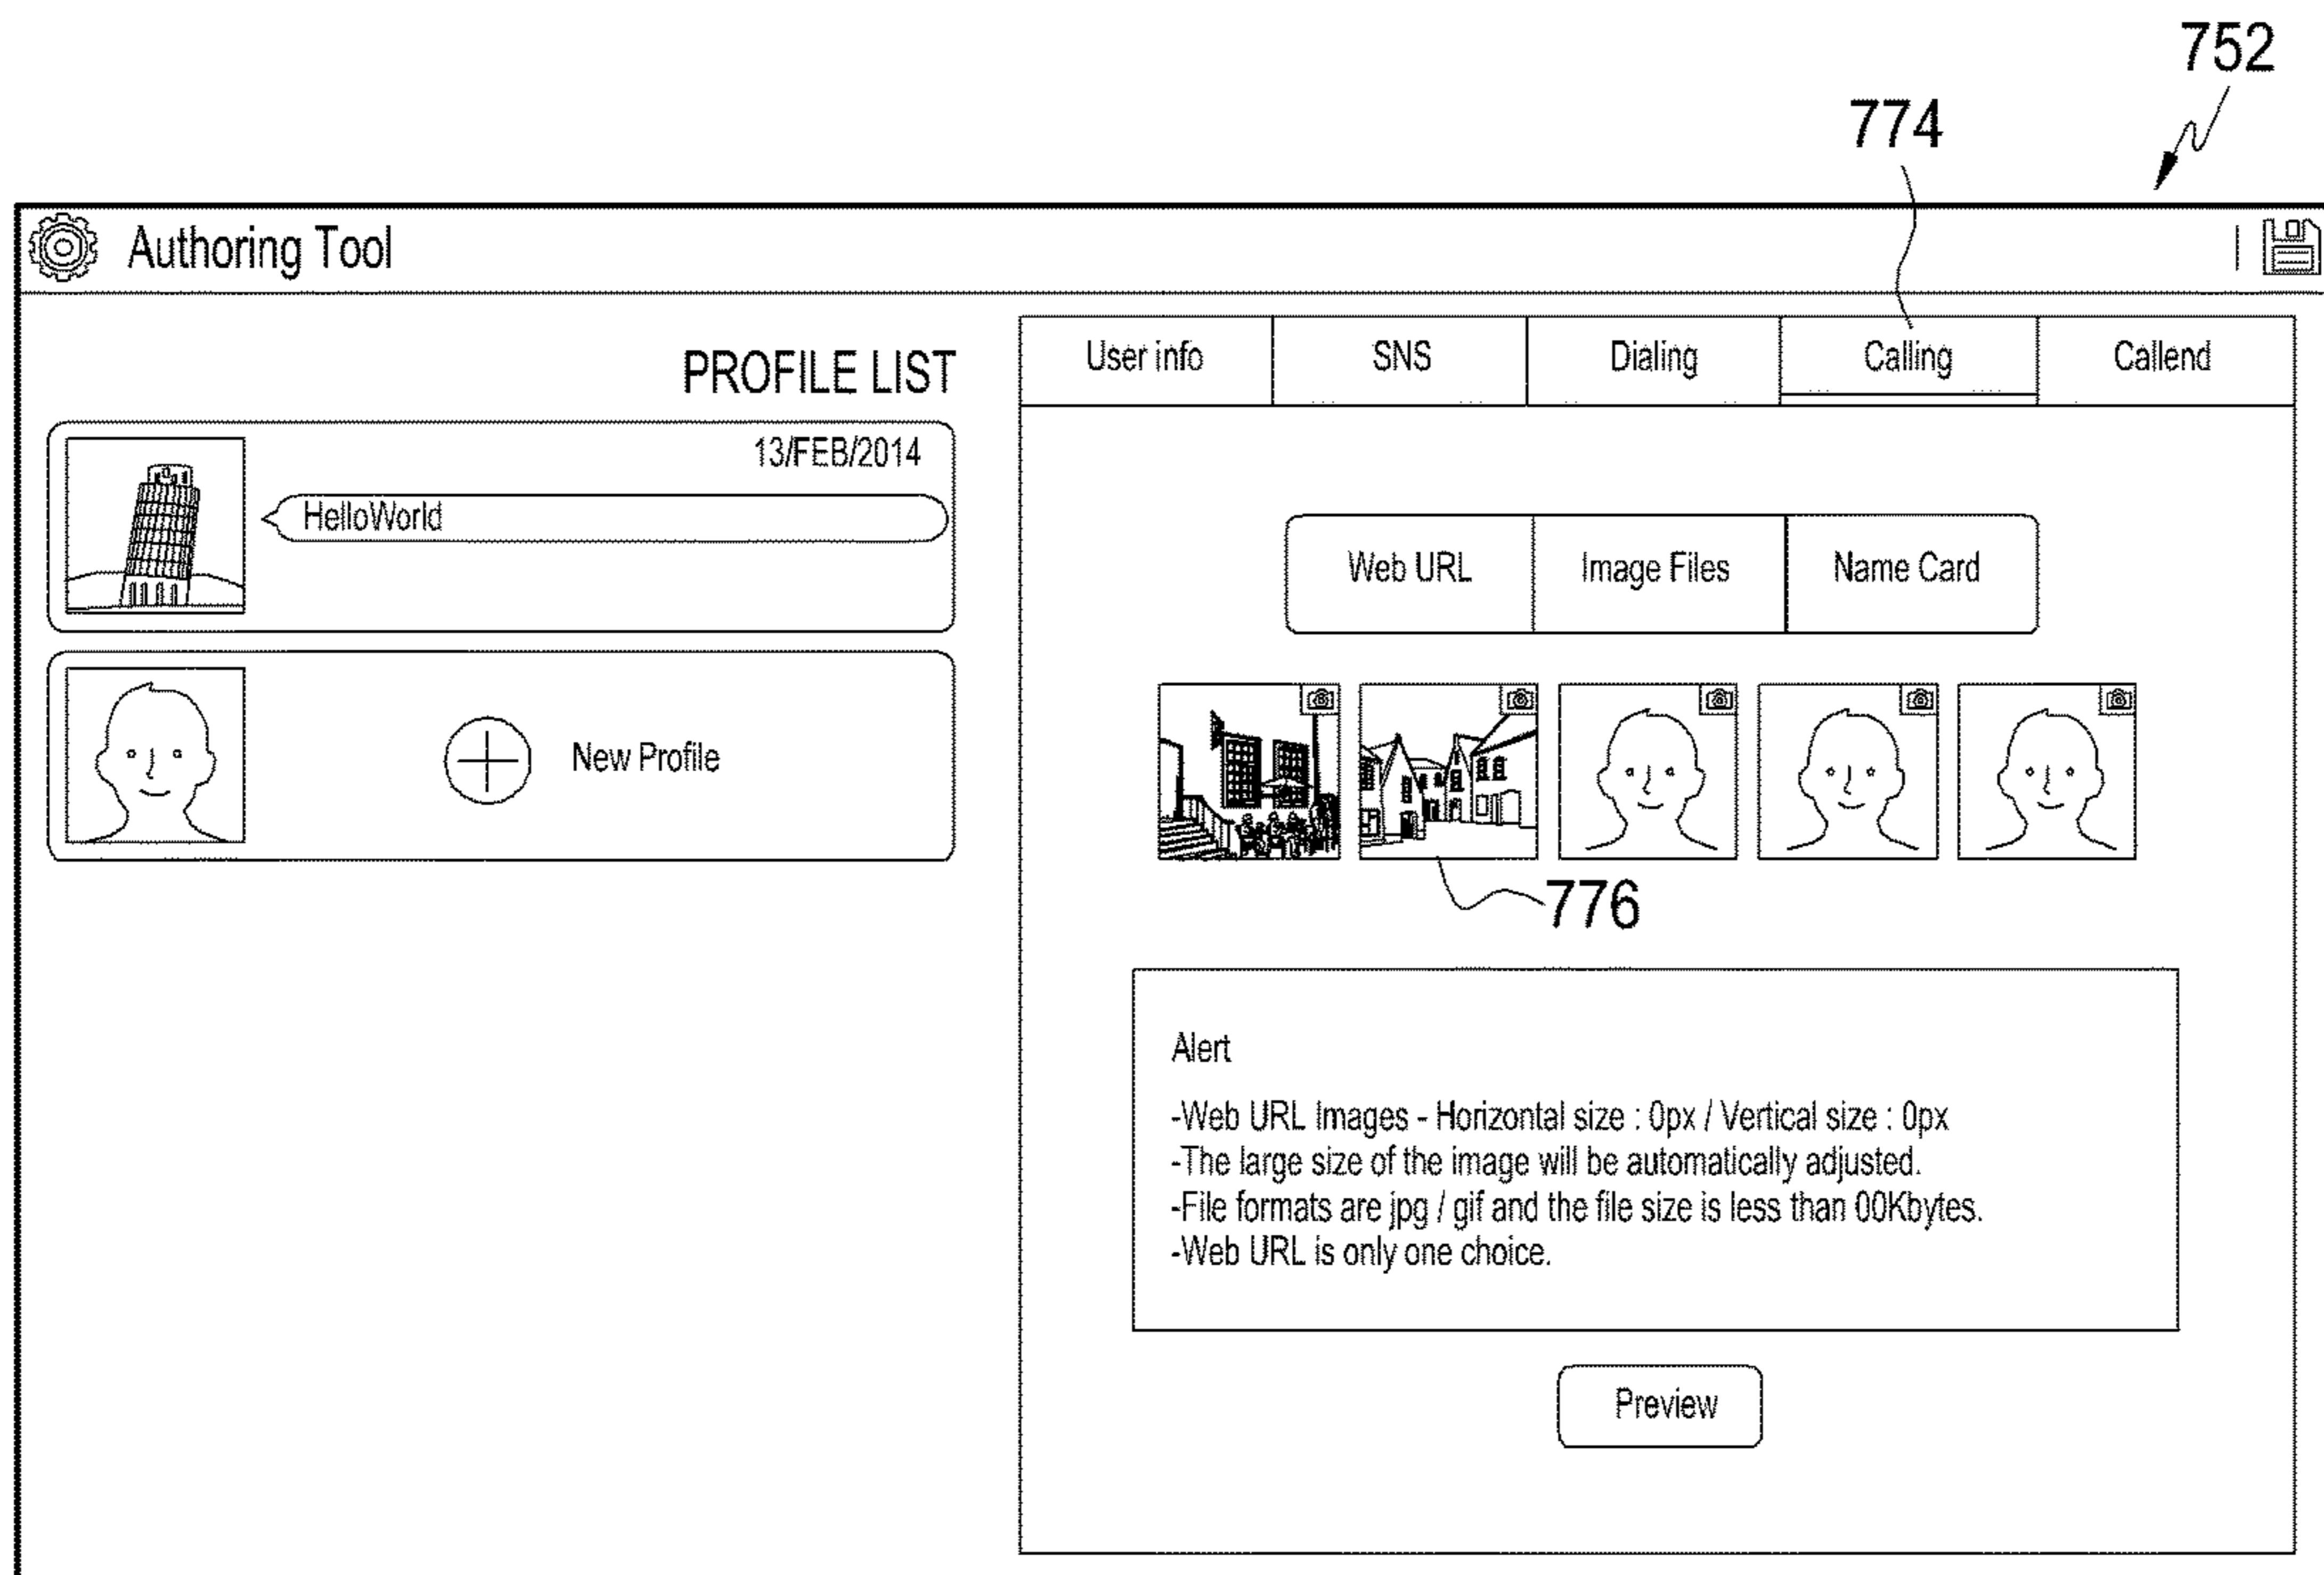 752
774
Authoring Tool
PROFILE LIST
13/FEB/2014
HelloWorld
New Profile
User info
SNS
Dialing
Calling
Callend
Web URL
Image Files
Name Card
776
Alert
-Web URL Images - Horizontal size : 0px / Vertical size : 0px
-The large size of the image will be automatically adjusted.
-File formats are jpg / gif and the file size is less than 00Kbytes.
-Web URL is only one choice.
Preview